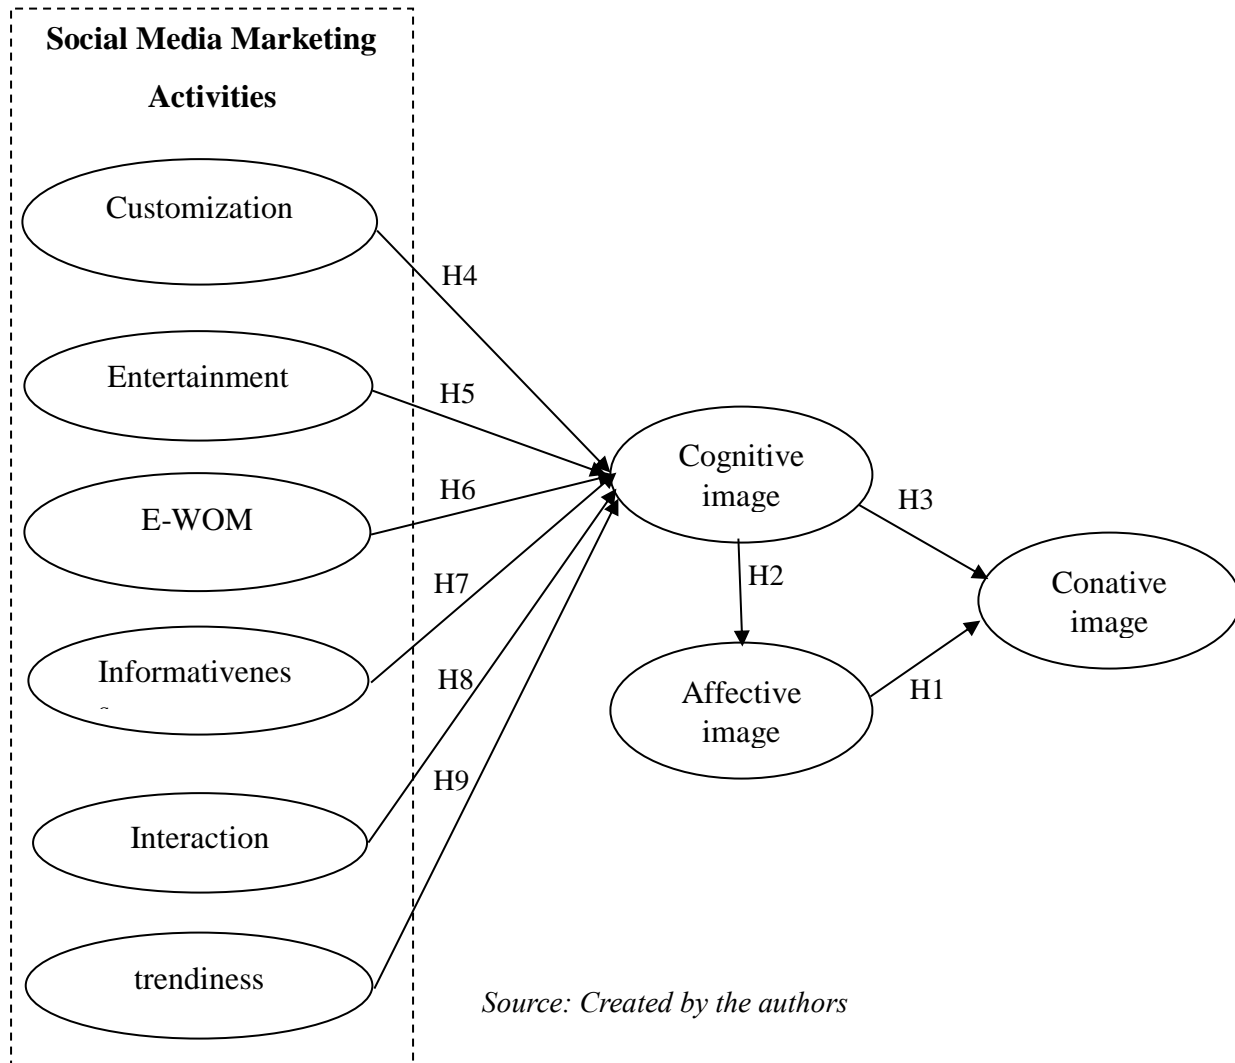 Social Media Marketing
Activities
Customization
H4
Entertainment
H5
E-WOM
H6
Cognitive
image
H3
H7
H2
Conative
image
Informativenes
s
H8
Affective
image
H1
H9
Interaction
trendiness
Source: Created by the authors